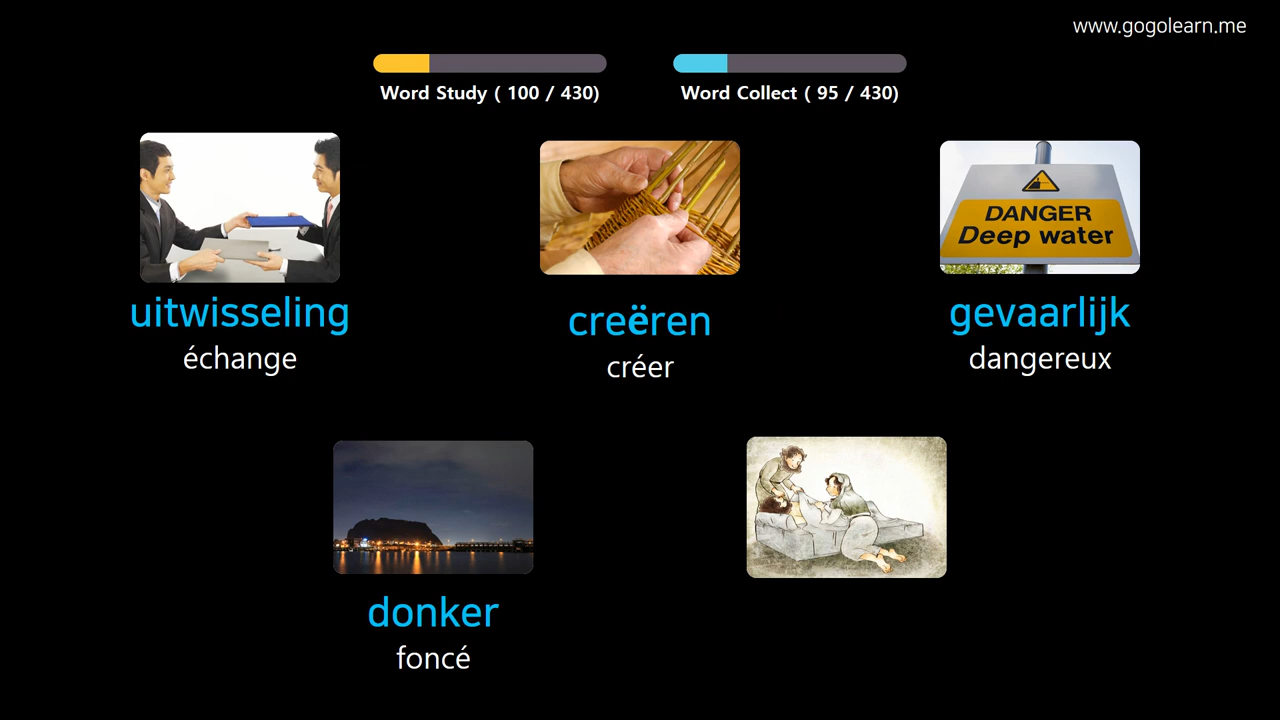 www.gogolearn.me
Word Study ( 100 / 430)
Word Collect ( 95 / 430)
DANGER
Deep water
uitwisseling
échange
creëren
créer
gevaarlijk
dangereux
donker
foncé